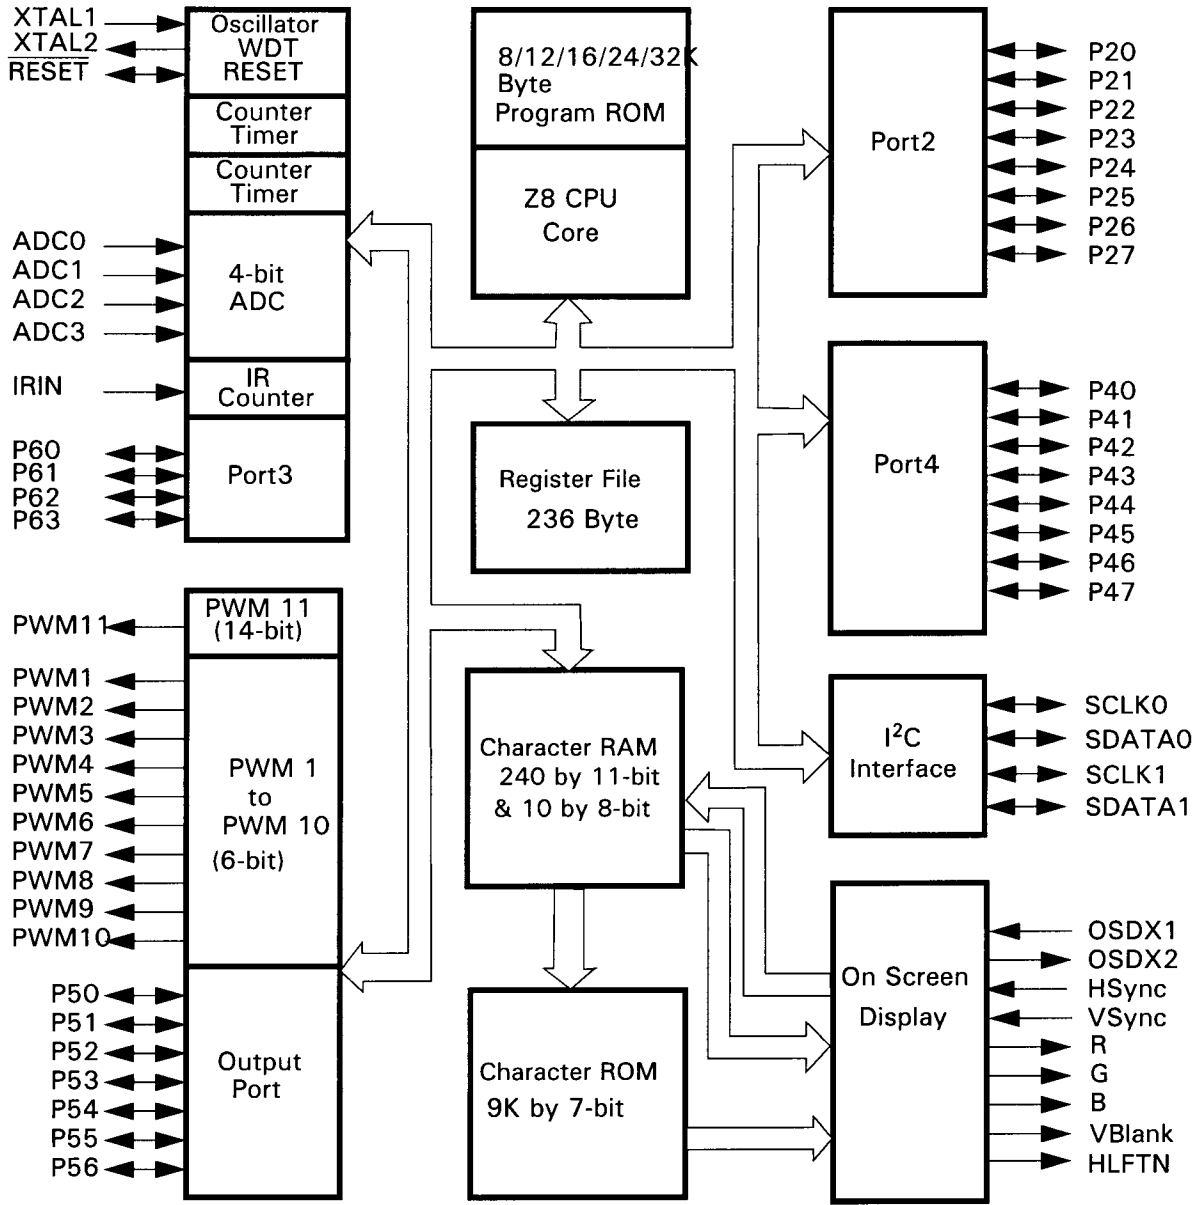 XTAL1
XTAL2
RESET
Oscillator
WDT
RESET
Counter
Timer
Counter
Timer
ADC0
ADC1
ADC2
ADC3
4-bit
ADC
IRIN
IR
Counter
P60
P61
P62
P63
Port3
PWM11
PWM 11
(14-bit)
PWM1
PWM2
PWM3
PWM4
PWM5
PWM6
PWM7
PWM8
PWM9
PWM10
PWM 1
to
PWM 10
(6-bit)
P50
P51
P52
P53
P54
P55
P56
Output
Port
8/12/16/24/32K
Byte
Program ROM
Z8 CPU
Core
Register File
236 Byte
Character RAM
240 by 11-bit
& 10 by 8-bit
Character ROM
9K by 7-bit
Port2
P20
P21
P22
P23
P24
P25
P26
P27
Port4
P40
P41
P42
P43
P44
P45
P46
P47
I²C
Interface
SCLK0
SDATA0
SCLK1
SDATA1
On Screen
Display
OSDX1
OSDX2
HSync
VSync
R
G
B
VBlank
HLFTN